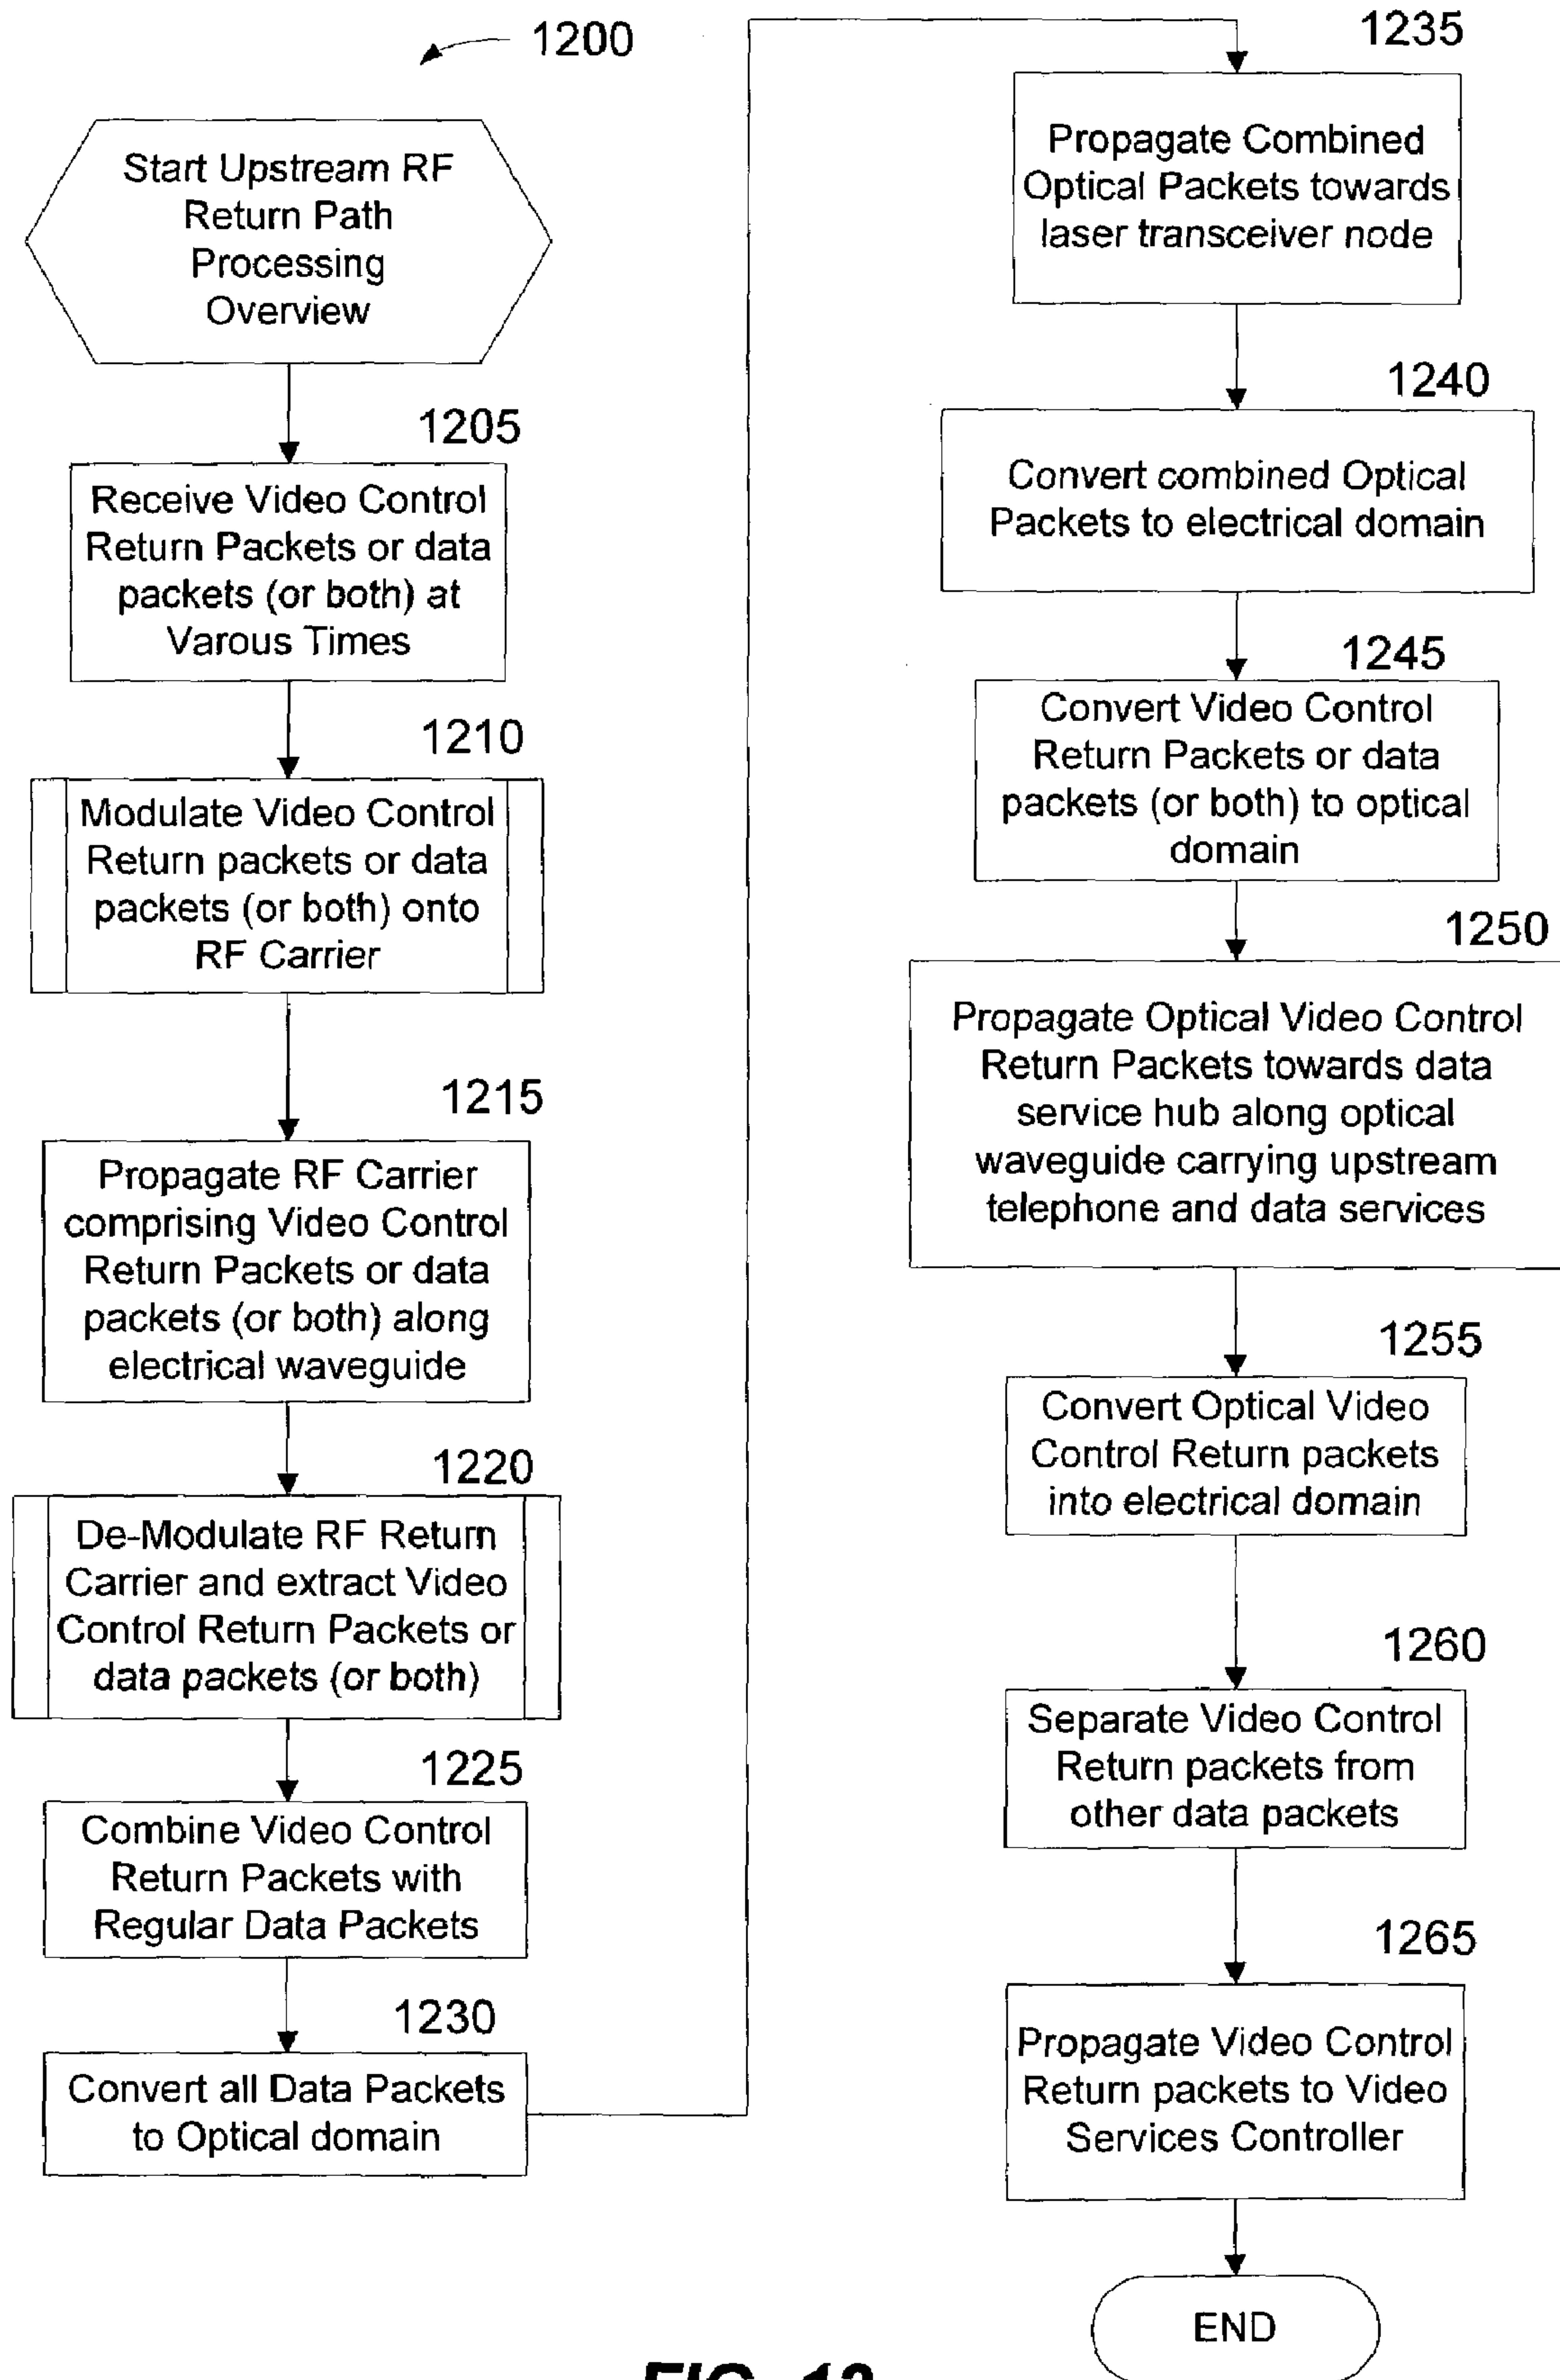 1200
Start Upstream RF
Return Path
Processing
Overview
1205
Receive Video Control
Return Packets or data
packets (or both) at
Varous Times
1210
Modulate Video Control
Return packets or data
packets (or both) onto
RF Carrier
1215
Propagate RF Carrier
comprising Video Control
Return Packets or data
packets (or both) along
electrical waveguide
1220
De-Modulate RF Return
Carrier and extract Video
Control Return Packets or
data packets (or both)
1225
Combine Video Control
Return Packets with
Regular Data Packets
1230
Convert all Data Packets
to Optical domain
1235
Propagate Combined
Optical Packets towards
laser transceiver node
1240
Convert combined Optical
Packets to electrical domain
1245
Convert Video Control
Return Packets or data
packets (or both) to optical
domain
1250
Propagate Optical Video Control
Return Packets towards data
service hub along optical
waveguide carrying upstream
telephone and data services
1255
Convert Optical Video
Control Return packets
into electrical domain
1260
Separate Video Control
Return packets from
other data packets
1265
Propagate Video Control
Return packets to Video
Services Controller
END
FIG.